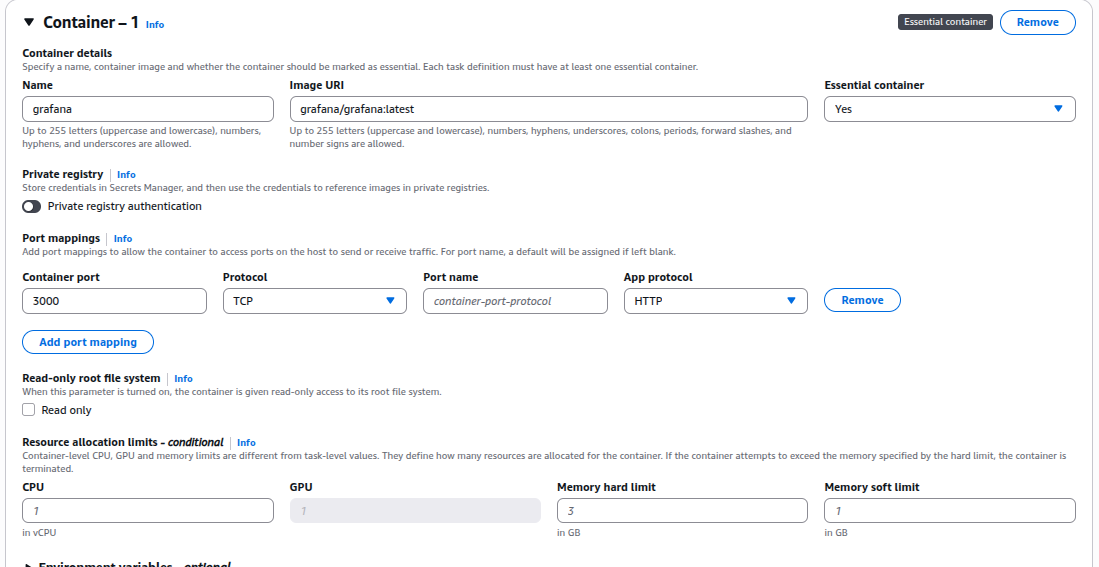 Container – 1 Info
Essential container
Remove
Container details
Specify a name, container image and whether the container should be marked as essential. Each task definition must have at least one essential container.
Name
Image URI
Essential container
grafana
grafana/grafana:latest
Yes
Up to 255 letters (uppercase and lowercase), numbers,
hyphens, and underscores are allowed.
Up to 255 letters (uppercase and lowercase), numbers, hyphens, underscores, colons, periods, forward slashes, and
number signs are allowed.
Private registry Info
Store credentials in Secrets Manager, and then use the credentials to reference images in private registries.
Private registry authentication
Port mappings Info
Add port mappings to allow the container to access ports on the host to send or receive traffic. For port name, a default will be assigned if left blank.
Container port
Protocol
Port name
App protocol
3000
TCP
container-port-protocol
HTTP
Remove
Add port mapping
Read-only root file system Info
When this parameter is turned on, the container is given read-only access to its root file system.
Read only
Resource allocation limits - conditional Info
Container-level CPU, GPU and memory limits are different from task-level values. They define how many resources are allocated for the container. If the container attempts to exceed the memory specified by the hard limit, the container is
terminated.
CPU
GPU
Memory hard limit
Memory soft limit
1
1
3
1
in vCPU
in GB
in GB
Environment variables - optional